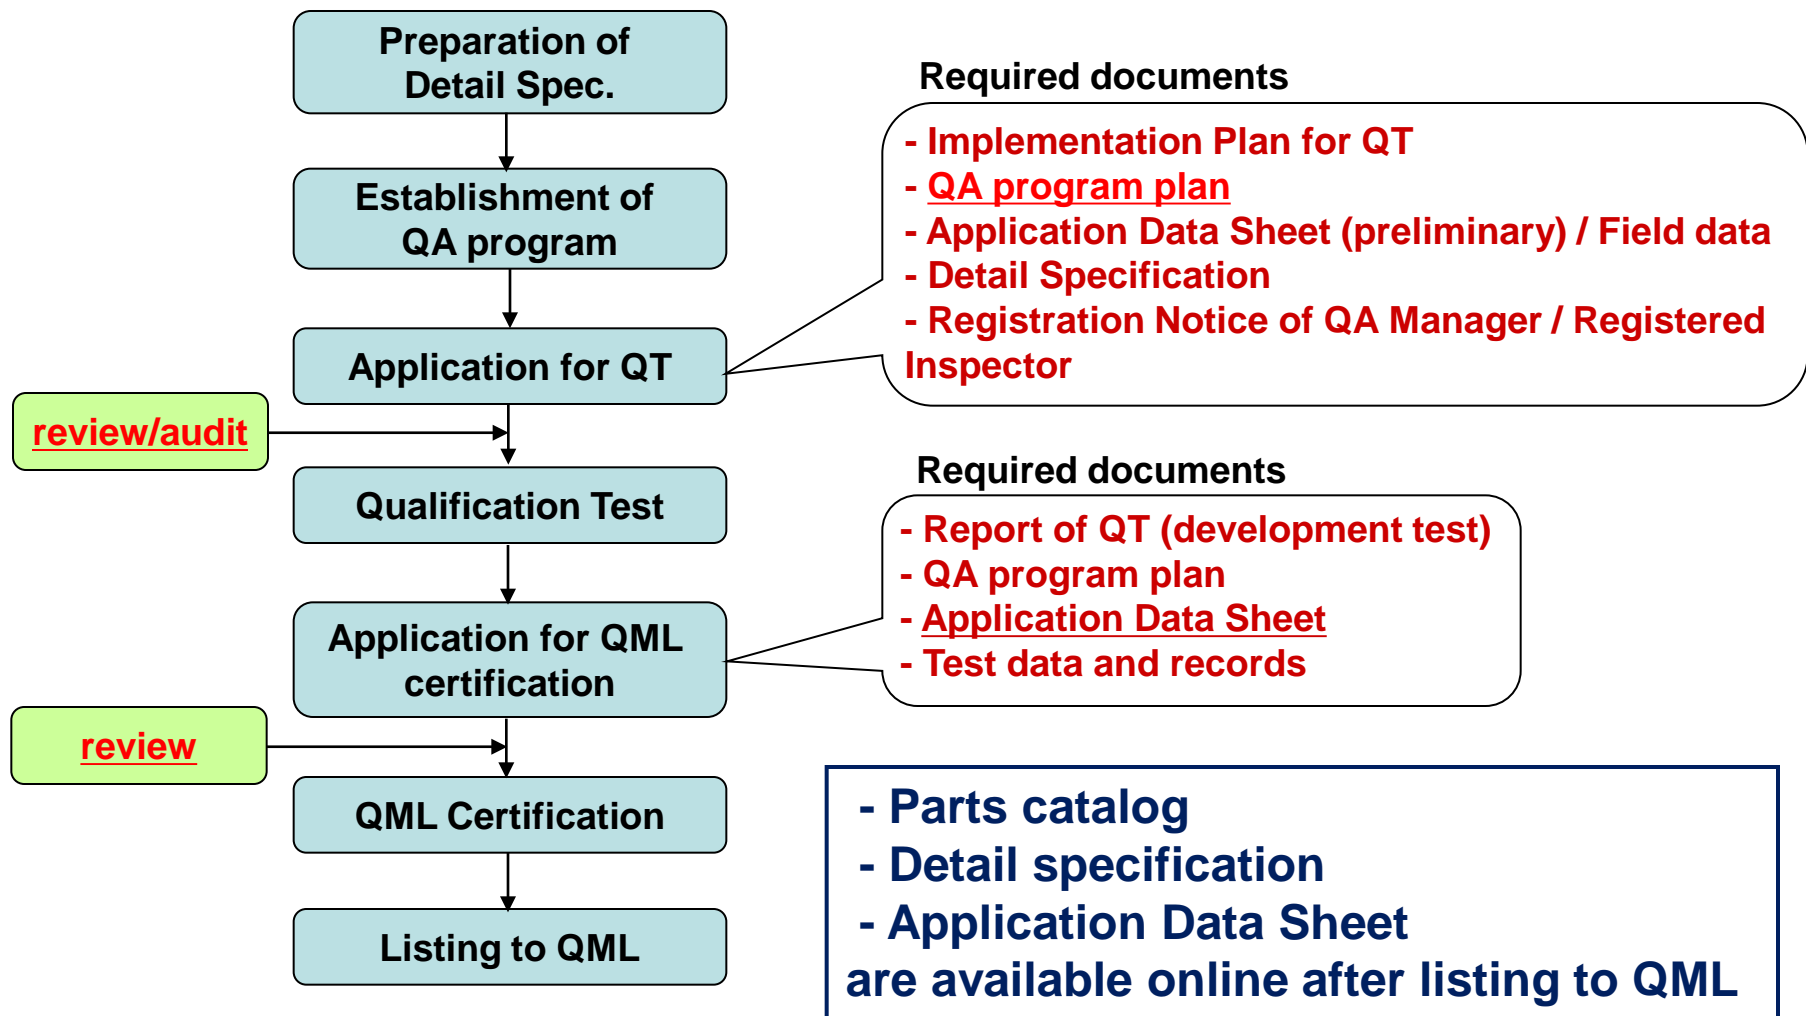 Preparation of
Detail Spec.
Establishment of
QA program
Application for QT
review/audit
Qualification Test
Application for QML
certification
review
QML Certification
Listing to QML
Required documents
- Implementation Plan for QT
- QA program plan
- Application Data Sheet (preliminary) / Field data
- Detail Specification
- Registration Notice of QA Manager / Registered
Inspector
Required documents
- Report of QT (development test)
- QA program plan
- Application Data Sheet
- Test data and records
- Parts catalog
- Detail specification
- Application Data Sheet
are available online after listing to QML